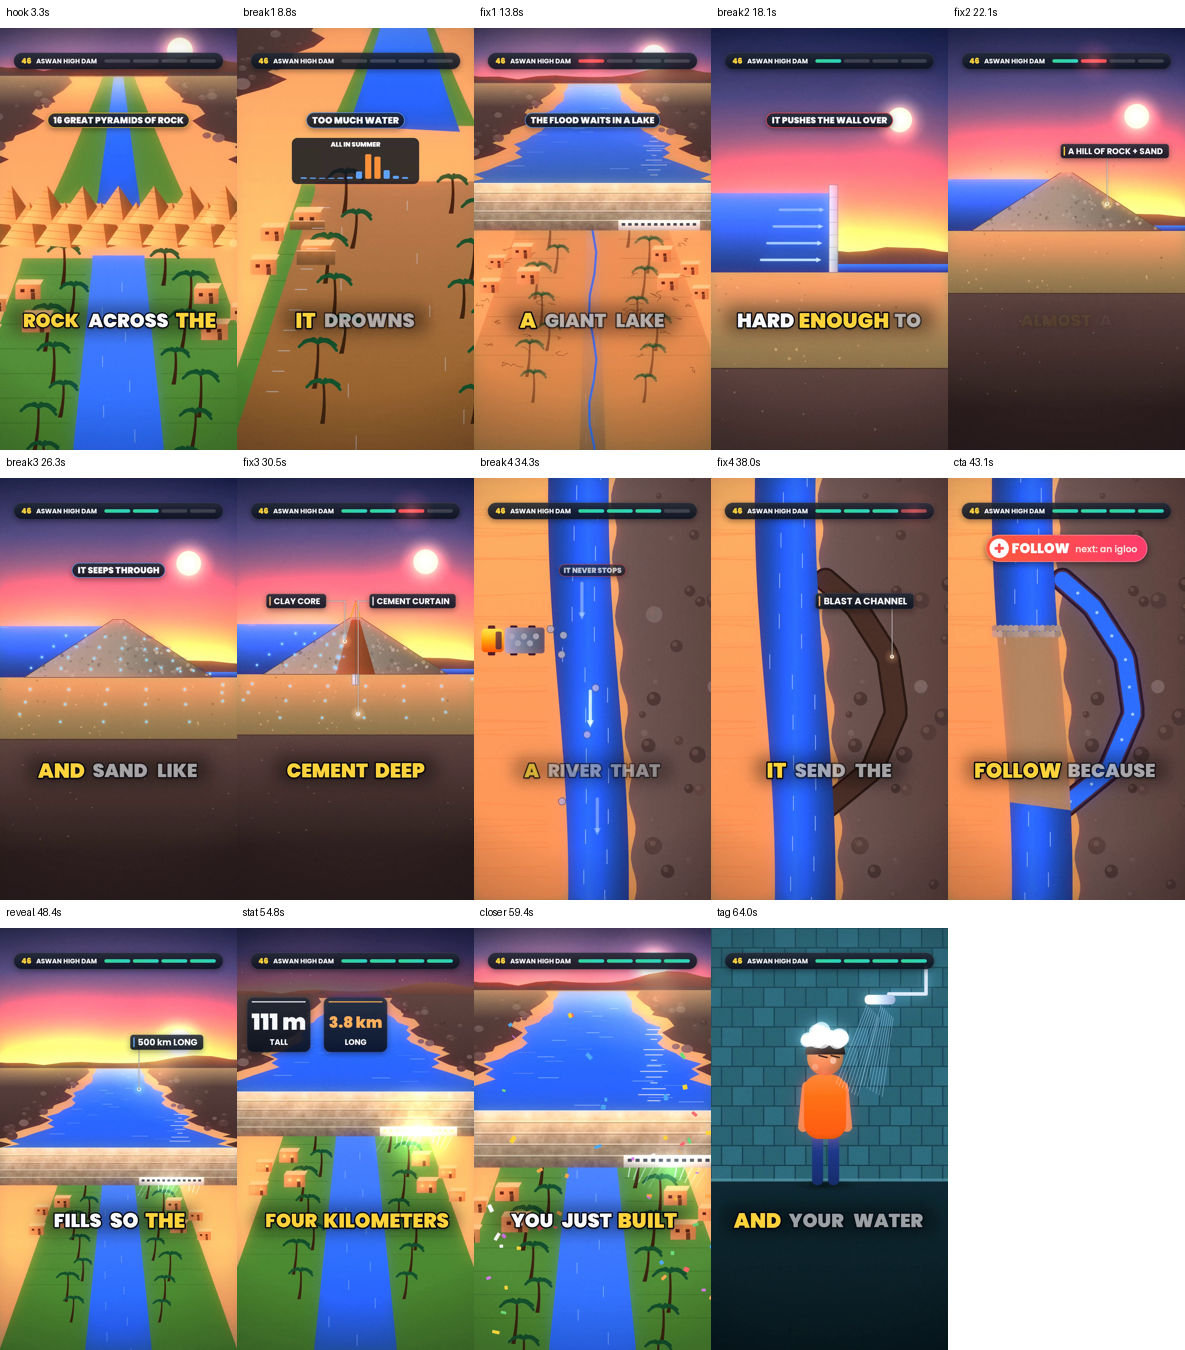 hook 3.3s
46 ASWAN HIGH DAM
16 GREAT PYRAMIDS OF ROCK
ROCK ACROSS THE
break1 8.8s
46 ASWAN HIGH DAM
TOO MUCH WATER
ALL IN SUMMER
IT DROWNS
fix1 13.8s
46 ASWAN HIGH DAM
THE FLOOD WAITS IN A LAKE
A GIANT LAKE
break2 18.1s
46 ASWAN HIGH DAM
IT PUSHES THE WALL OVER
HARD ENOUGH TO
fix2 22.1s
46 ASWAN HIGH DAM
A HILL OF ROCK + SAND
ALMOST A
break3 26.3s
46 ASWAN HIGH DAM
IT SEEPS THROUGH
AND SAND LIKE
fix3 30.5s
46 ASWAN HIGH DAM
CLAY CORE
CEMENT CURTAIN
CEMENT DEEP
break4 34.3s
46 ASWAN HIGH DAM
IT NEVER STOPS
A RIVER THAT
fix4 38.0s
46 ASWAN HIGH DAM
BLAST A CHANNEL
IT SEND THE
cta 43.1s
46 ASWAN HIGH DAM
FOLLOW next: an igloo
FOLLOW BECAUSE
reveal 48.4s
46 ASWAN HIGH DAM
500 km LONG
FILLS SO THE
stat 54.8s
46 ASWAN HIGH DAM
111 m
TALL
3.8 km
LONG
FOUR KILOMETERS
closer 59.4s
46 ASWAN HIGH DAM
YOU JUST BUILT
tag 64.0s
46 ASWAN HIGH DAM
AND YOUR WATER